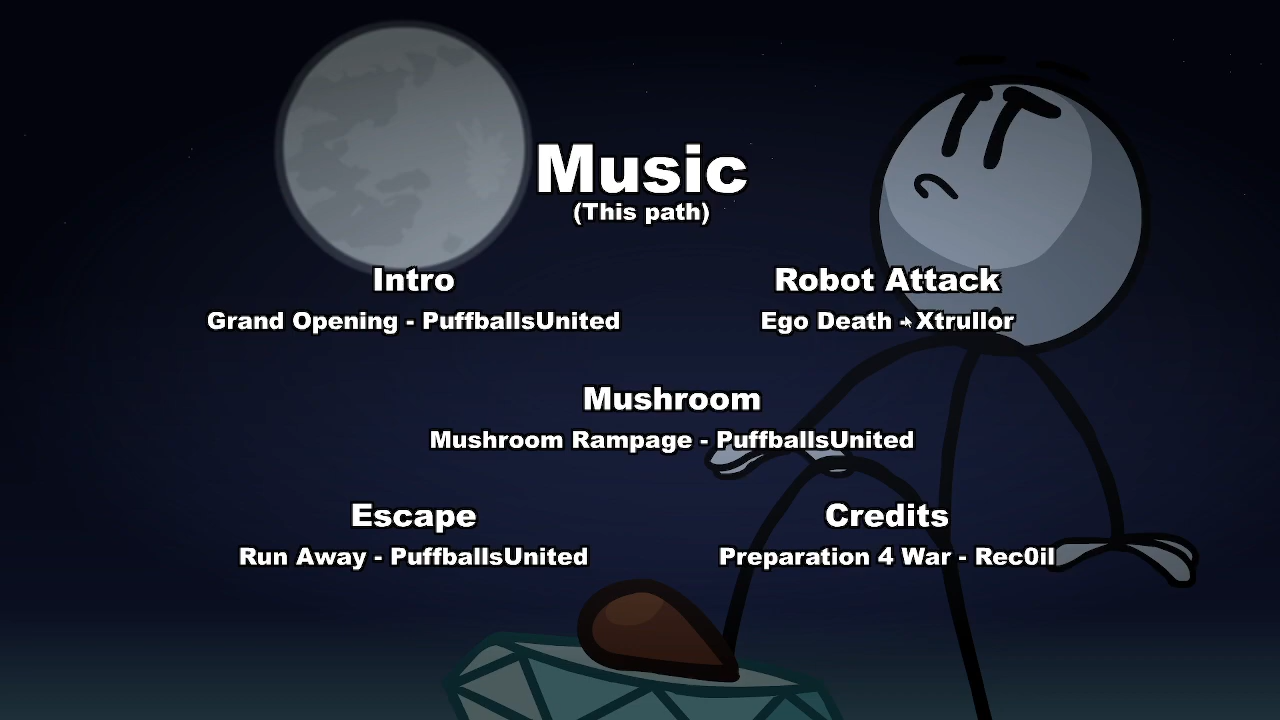 Music
(This path)
Intro
Grand Opening - PuffballsUnited
Robot Attack
Ego Death - Xtrullor
Mushroom
Mushroom Rampage - PuffballsUnited
Escape
Run Away - PuffballsUnited
Credits
Preparation 4 War - Rec0il